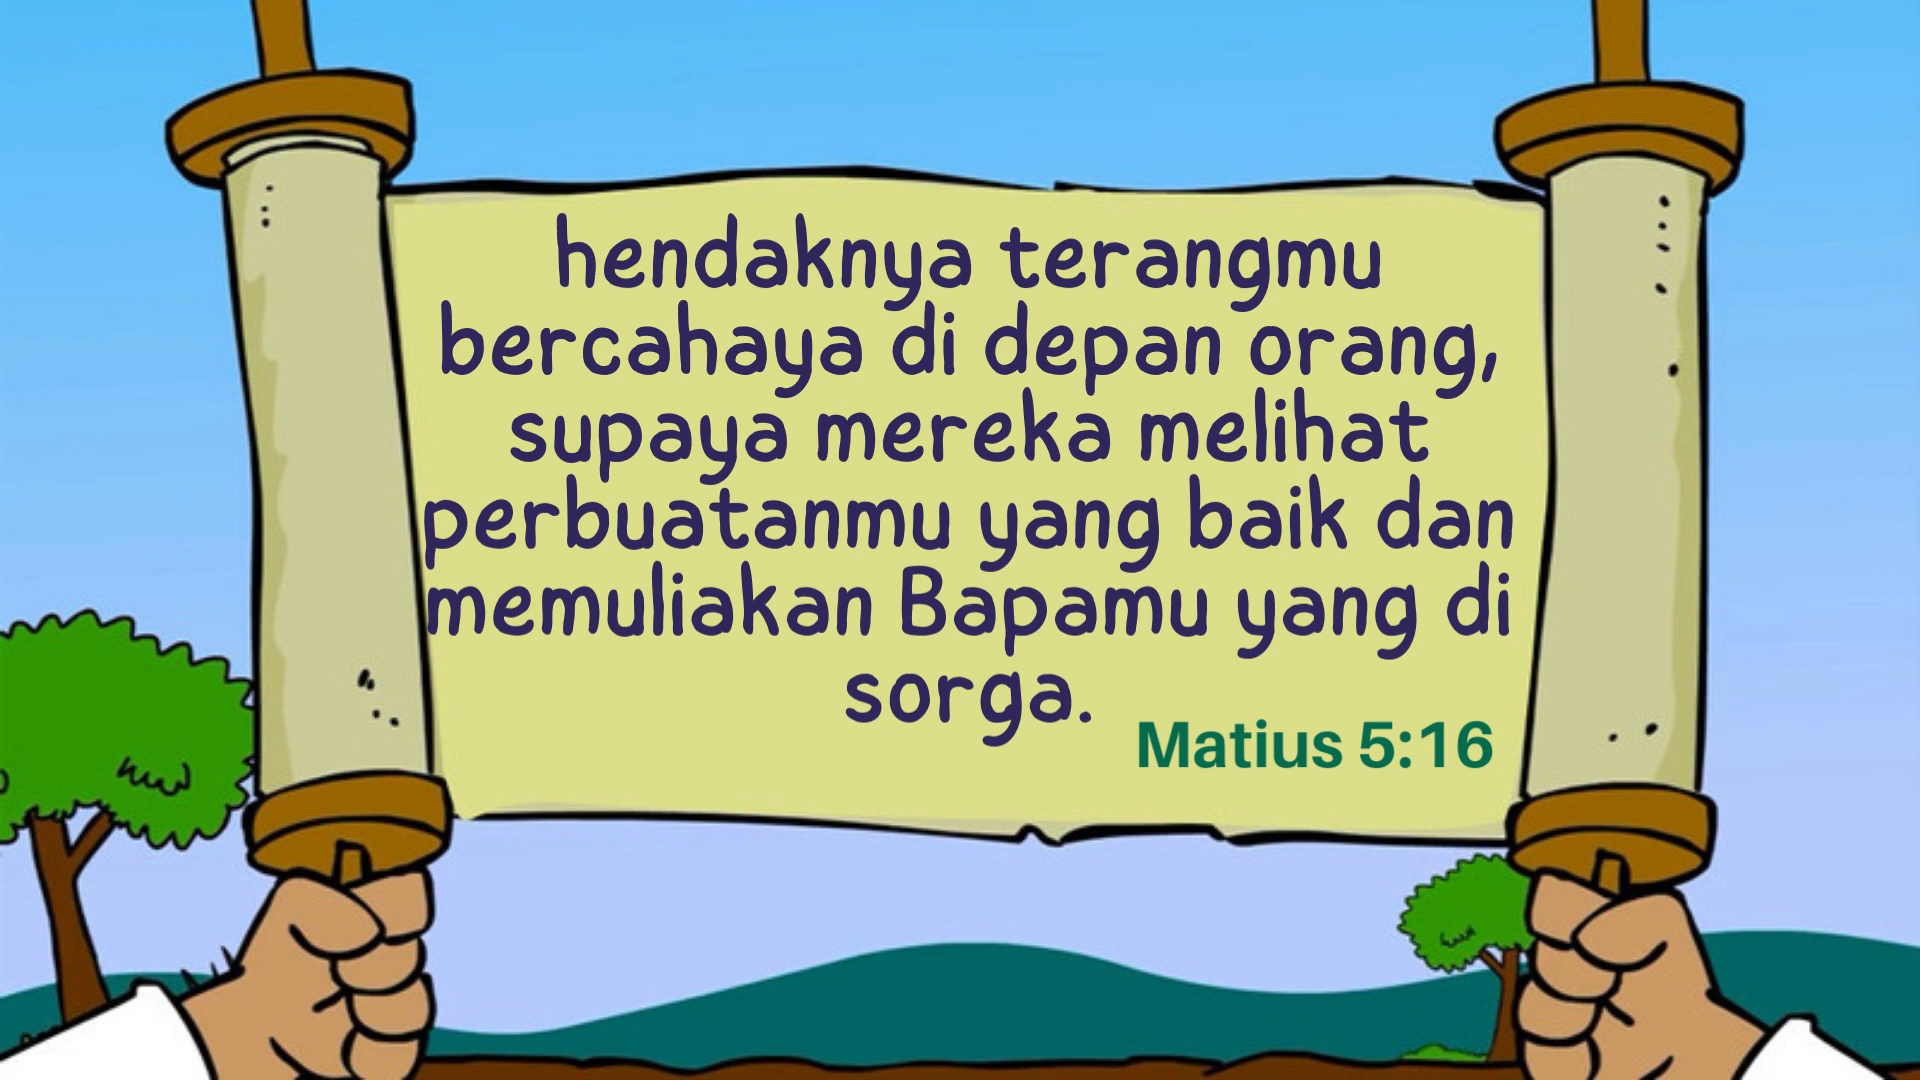 hendaknya terangmu
bercahaya di depan orang,
supaya mereka melihat
perbuatanmu yang baik dan
memuliakan Bapamu yang di
sorga.
Matius 5:16